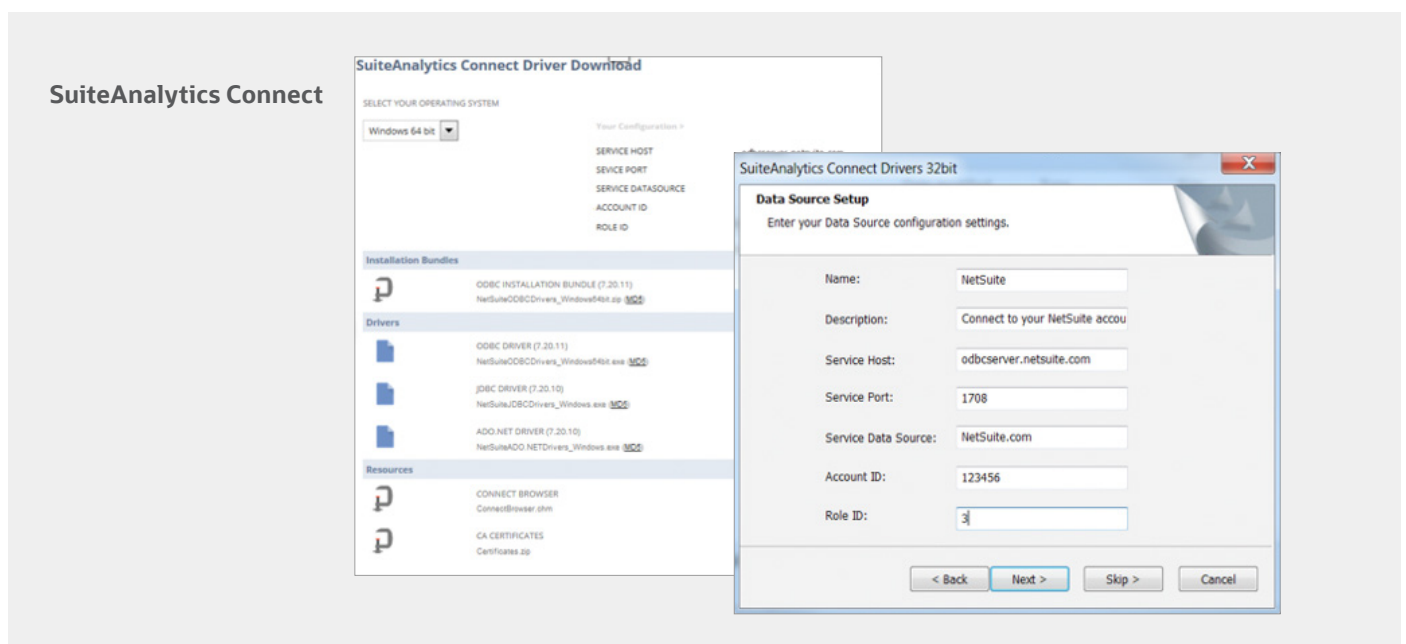 SuiteAnalytics Connect
SuiteAnalytics Connect Driver Download
SELECT YOUR OPERATING SYSTEM
Windows 64 bit
Your Configuration >
SERVICE HOST
SEVICE PORT
SERVICE DATASOURCE
ACCOUNT ID
ROLE ID
Installation Bundles
ODBC INSTALLATION BUNDLE (7.20.11)
NetSuiteODBCDrivers_Windows64bit.zip (MD5)
Drivers
ODBC DRIVER (7.20.11)
NetSuiteODBCDrivers_Windows64bit.exe (MD5)
JDBC DRIVER (7.20.10)
NetSuiteJDBCDrivers_Windows.exe (MD5)
ADO.NET DRIVER (7.20.10)
NetSuiteADO.NETDrivers_Windows.exe (MD5)
Resources
CONNECT BROWSER
ConnectBrowser.chm
CA CERTIFICATES
Certificates.zip
SuiteAnalytics Connect Drivers 32bit
X
Data Source Setup
Enter your Data Source configuration settings.
Name: NetSuite
Description: Connect to your NetSuite accou
Service Host: odbcserver.netsuite.com
Service Port: 1708
Service Data Source: NetSuite.com
Account ID: 123456
Role ID: 3
< Back Next > Skip > Cancel